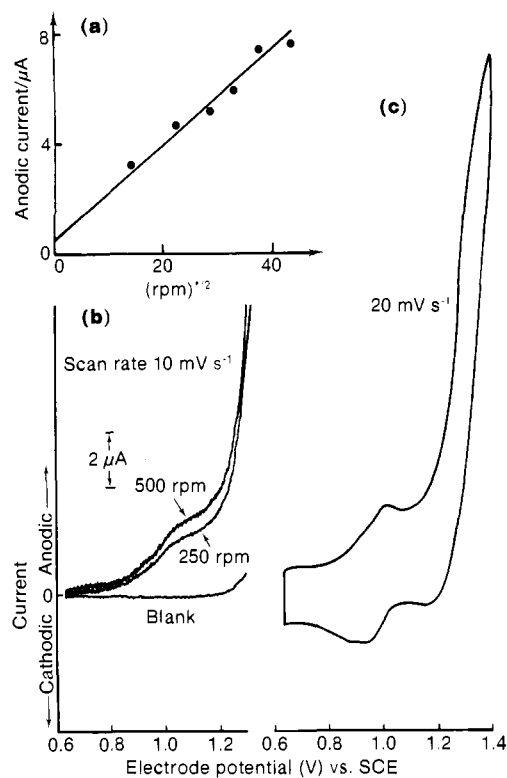 (a)
Anodic current/μA
8
4
0
0 20 40
(rpm)^1/2
(b)
Scan rate 10 mV s⁻¹
2 μA
500 rpm
250 rpm
Blank
Current
Cathodic Anodic
0
0.6 0.8 1.0 1.2
(c)
20 mV s⁻¹
0.6 0.8 1.0 1.2 1.4
Electrode potential (V) vs. SCE